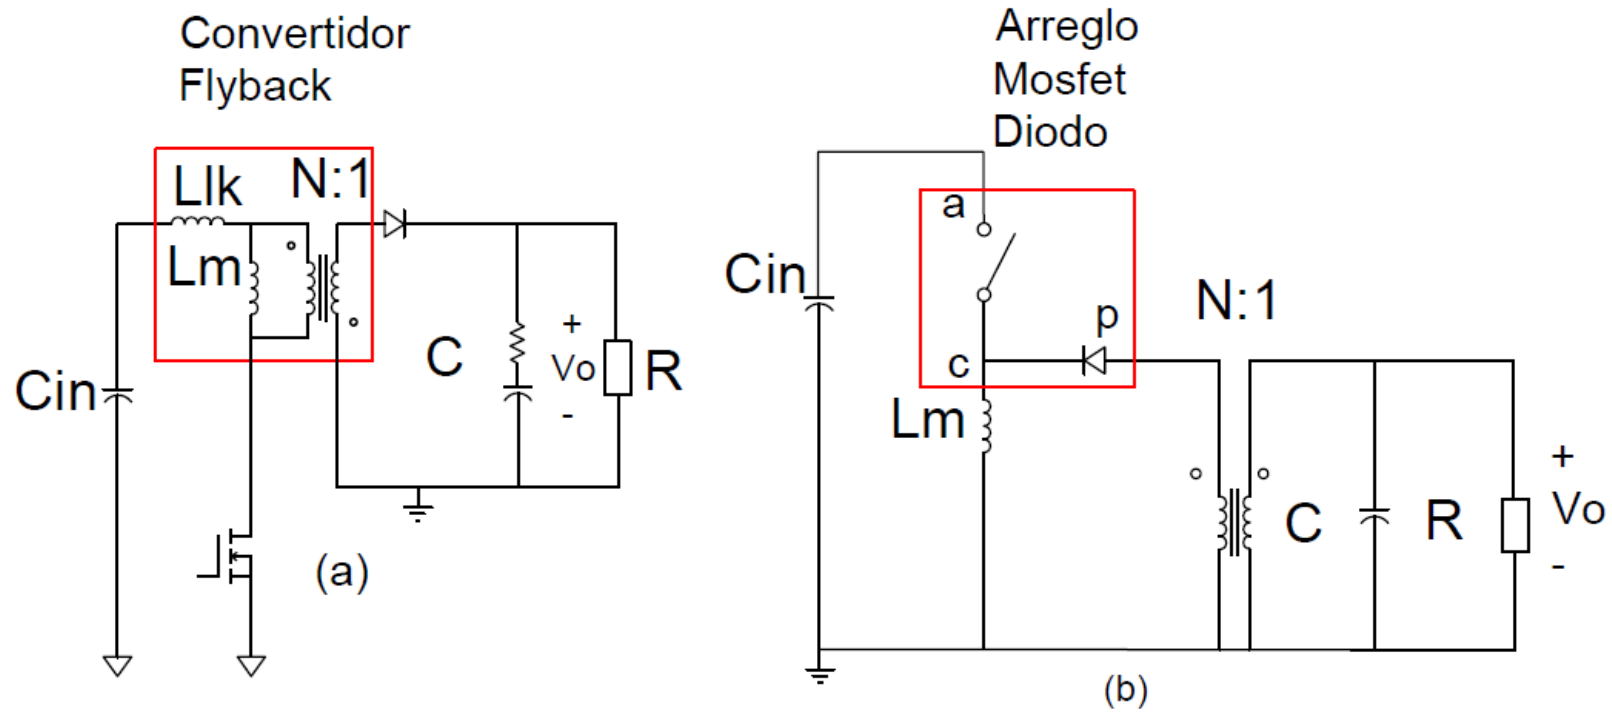 Convertidor
Flyback
Llk
N:1
Lm
Cin
C
+
Vo
-
R
(a)
Arreglo
Mosfet
Diodo
a
Cin
N:1
p
c
Lm
C
R
+
Vo
-
(b)